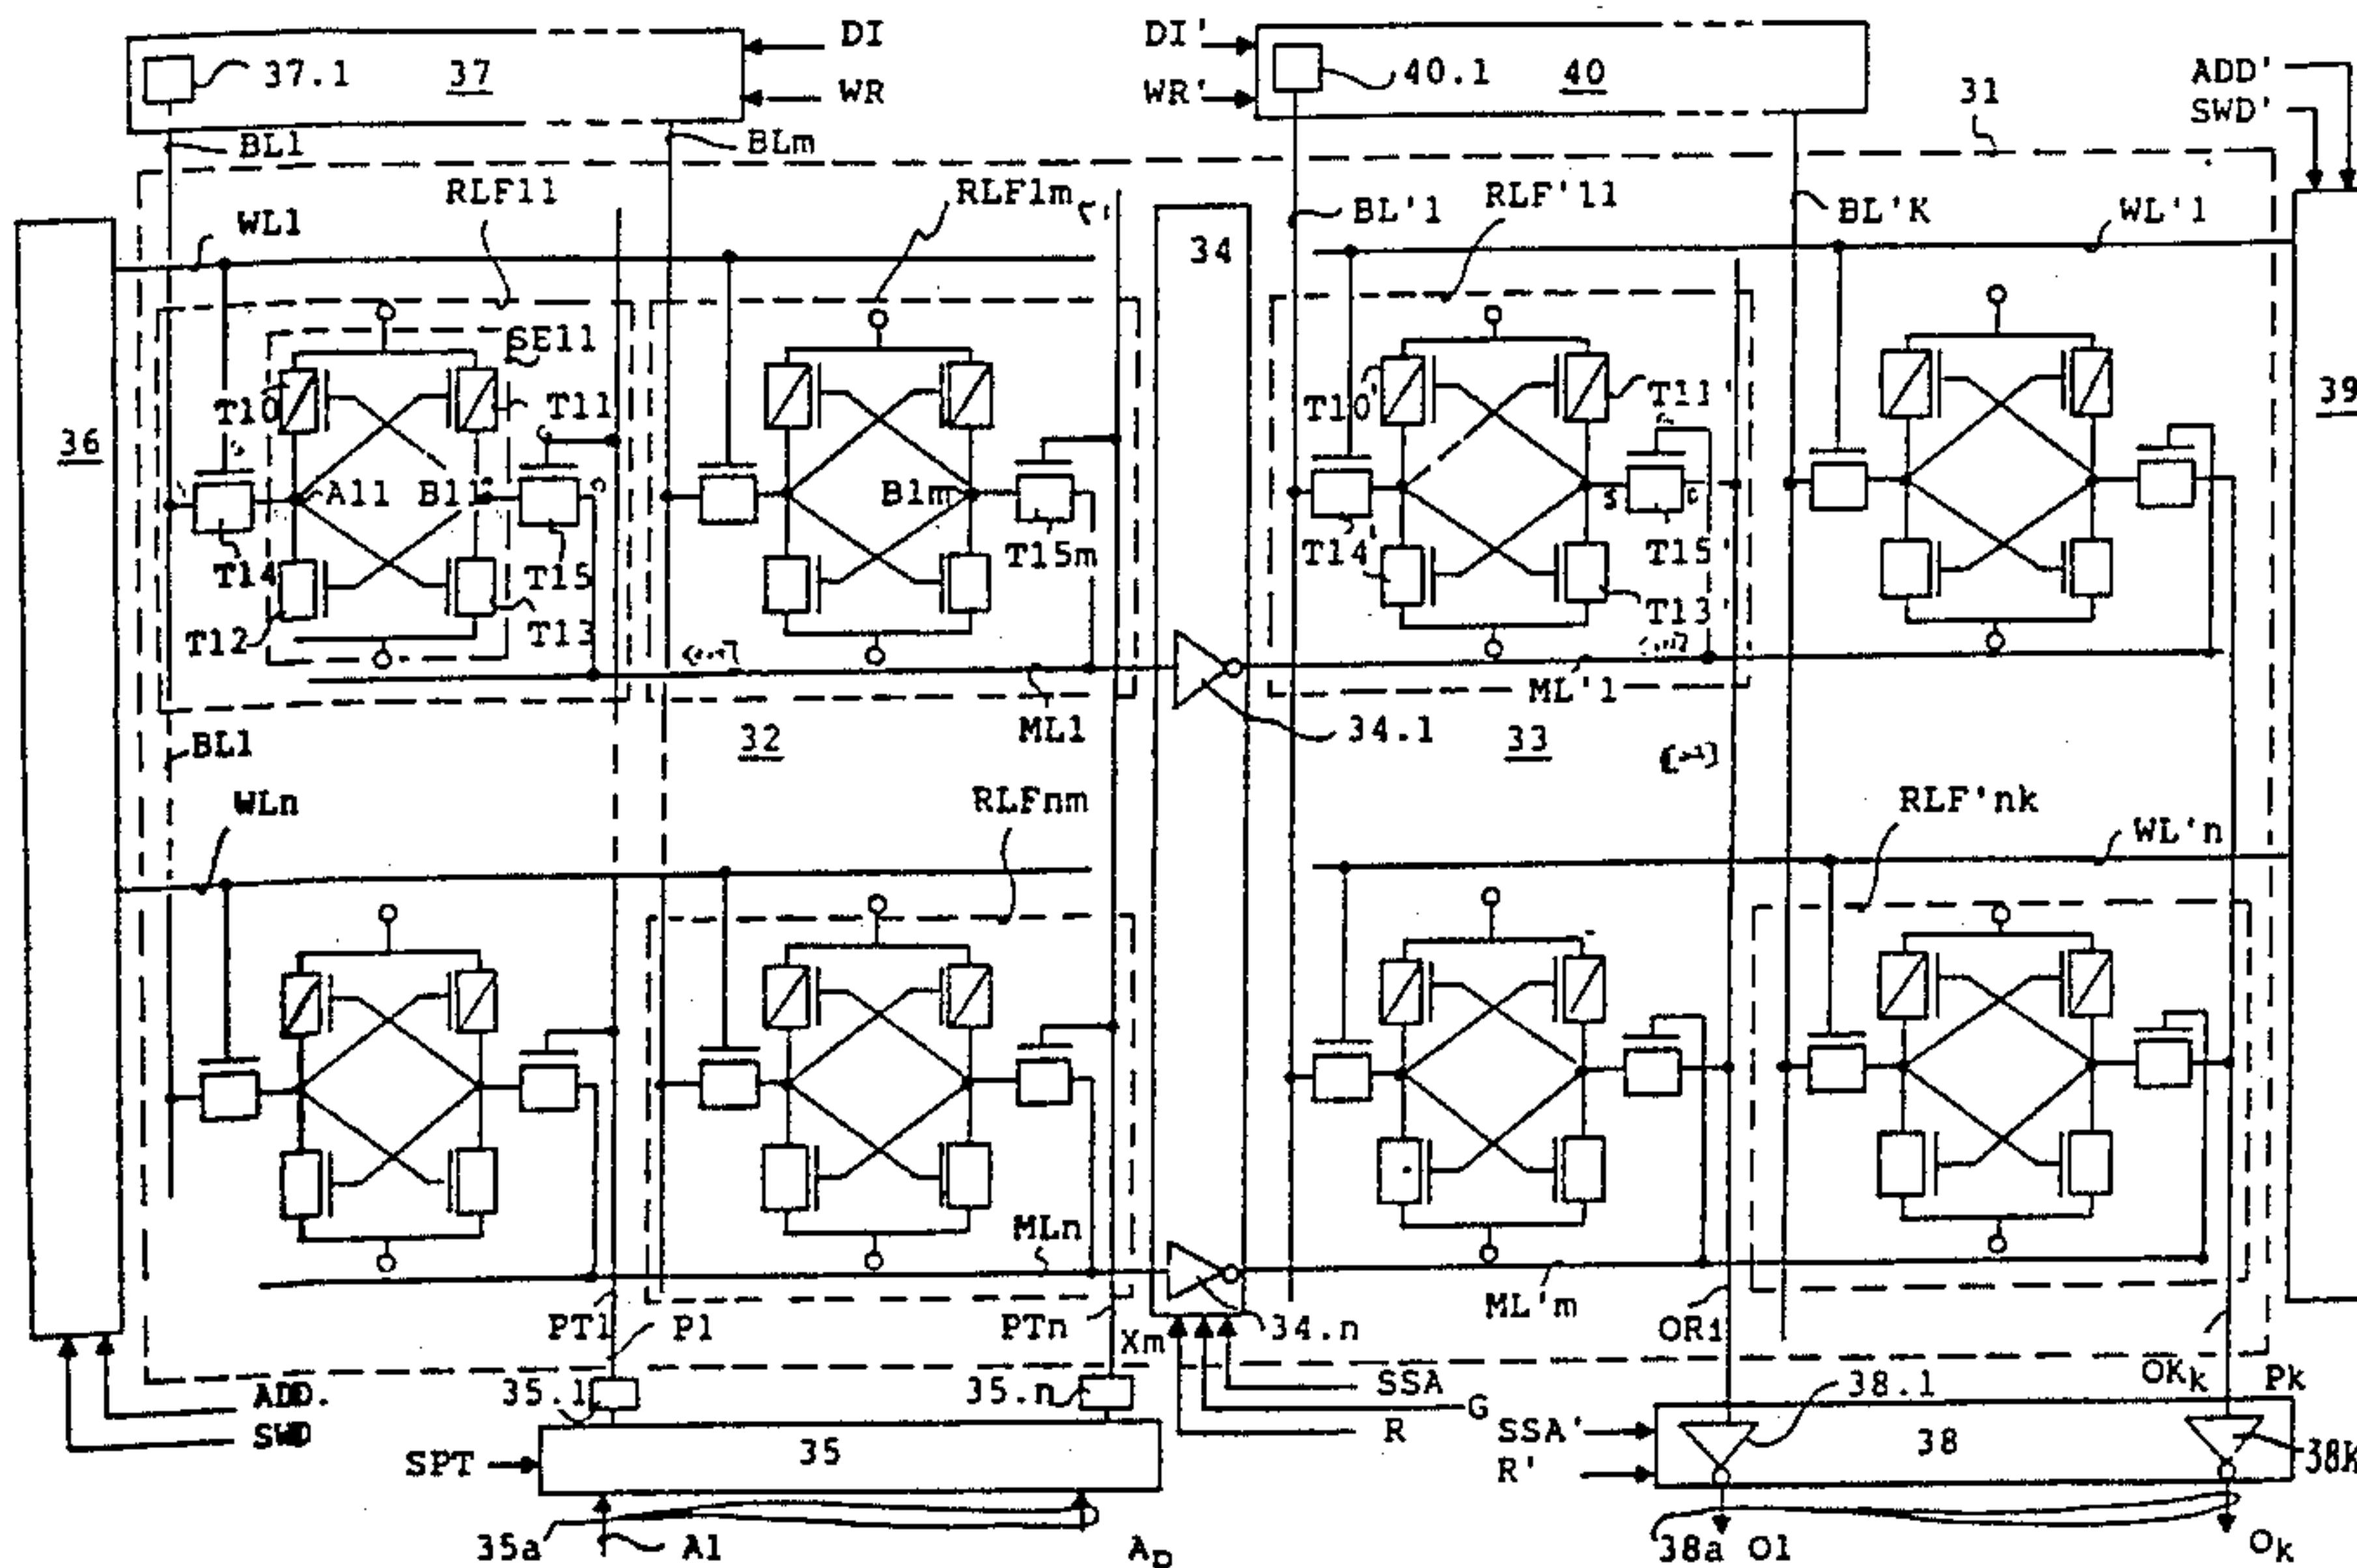 DI
DI'
37.1
37
40.1
40
ADD'
WR
WR'
31
SWD'
BL1
BLm
RLF11
RLF1m
RLF'11
WL1
BL'1
BL'K
WL'1
34
SE11
T10
T11
T10'
T11'
39
36
A11
B11
B1m
T14
T15
T15m
T14'
T15'
T12
T13
T13'
ML'1
ML1
34.1
BL1
32
33
WLn
RLFnm
RLF'nk
WL'n
MLn
PT1
P1
PTn
Xm
34.n
ML'm
OR1
35.1
35.n
SSA
OKk
Pk
ADD.
38.1
G
SWD
R
SSA'
SPT
35
38
38K
R'
35a
A1
Ap
38a
O1
Ok